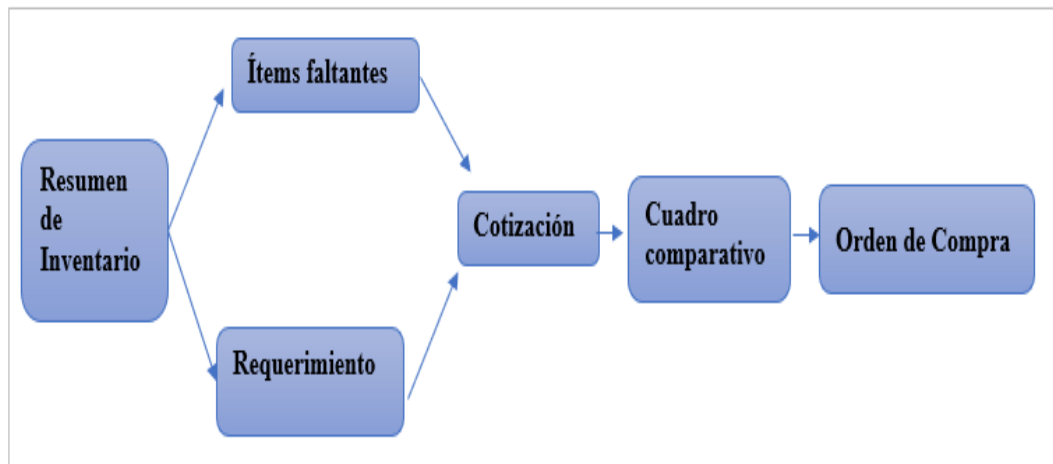 Ítems faltantes
Resumen
de
Inventario
Requerimiento
Cotización
Cuadro
comparativo
Orden de Compra